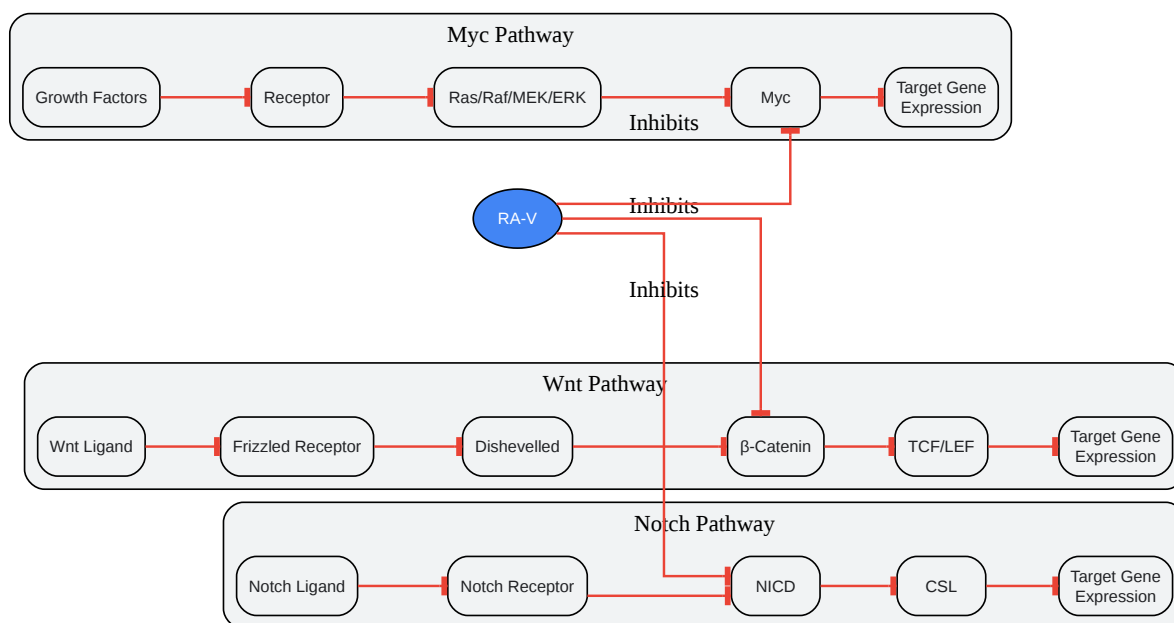 Myc Pathway
Growth Factors
Receptor
Ras/Raf/MEK/ERK
Myc
Target Gene
Expression
Inhibits
RA-V
Inhibits
Inhibits
Wnt Pathway
Wnt Ligand
Frizzled Receptor
Dishevelled
β-Catenin
TCF/LEF
Target Gene
Expression
Notch Pathway
Notch Ligand
Notch Receptor
NICD
CSL
Target Gene
Expression